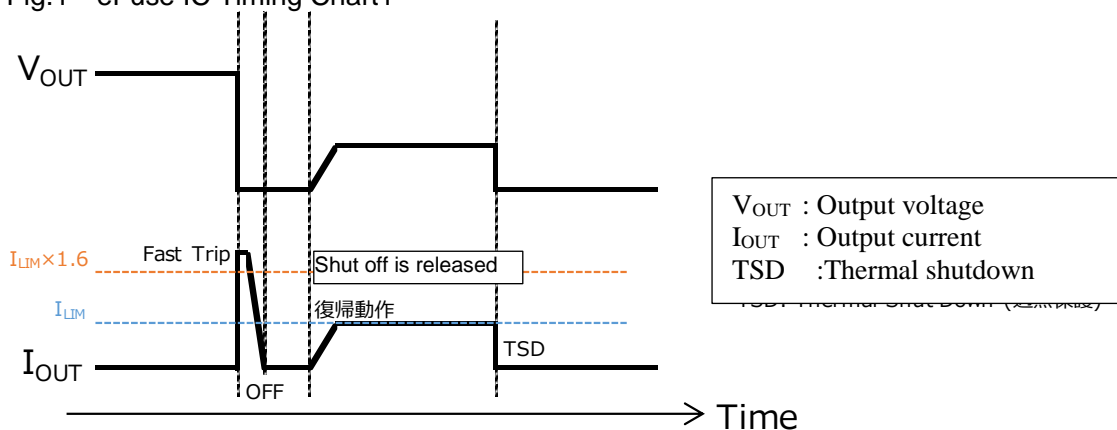 Fig.1 eFuse IC Timing Chart1
VOUT
VOUT : Output voltage
IOUT : Output current
TSD :Thermal shutdown
ILIM×1.6
Fast Trip
Shut off is released
ILIM
復帰動作
IOUT
TSD
OFF
Time